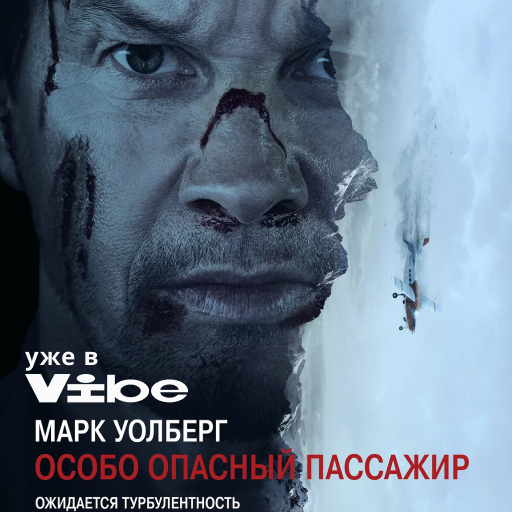 уже в
Vibe
МАРК УОЛБЕРГ
ОСОБО ОПАСНЫЙ ПАССАЖИР
ОЖИДАЕТСЯ ТУРБУЛЕНТНОСТЬ